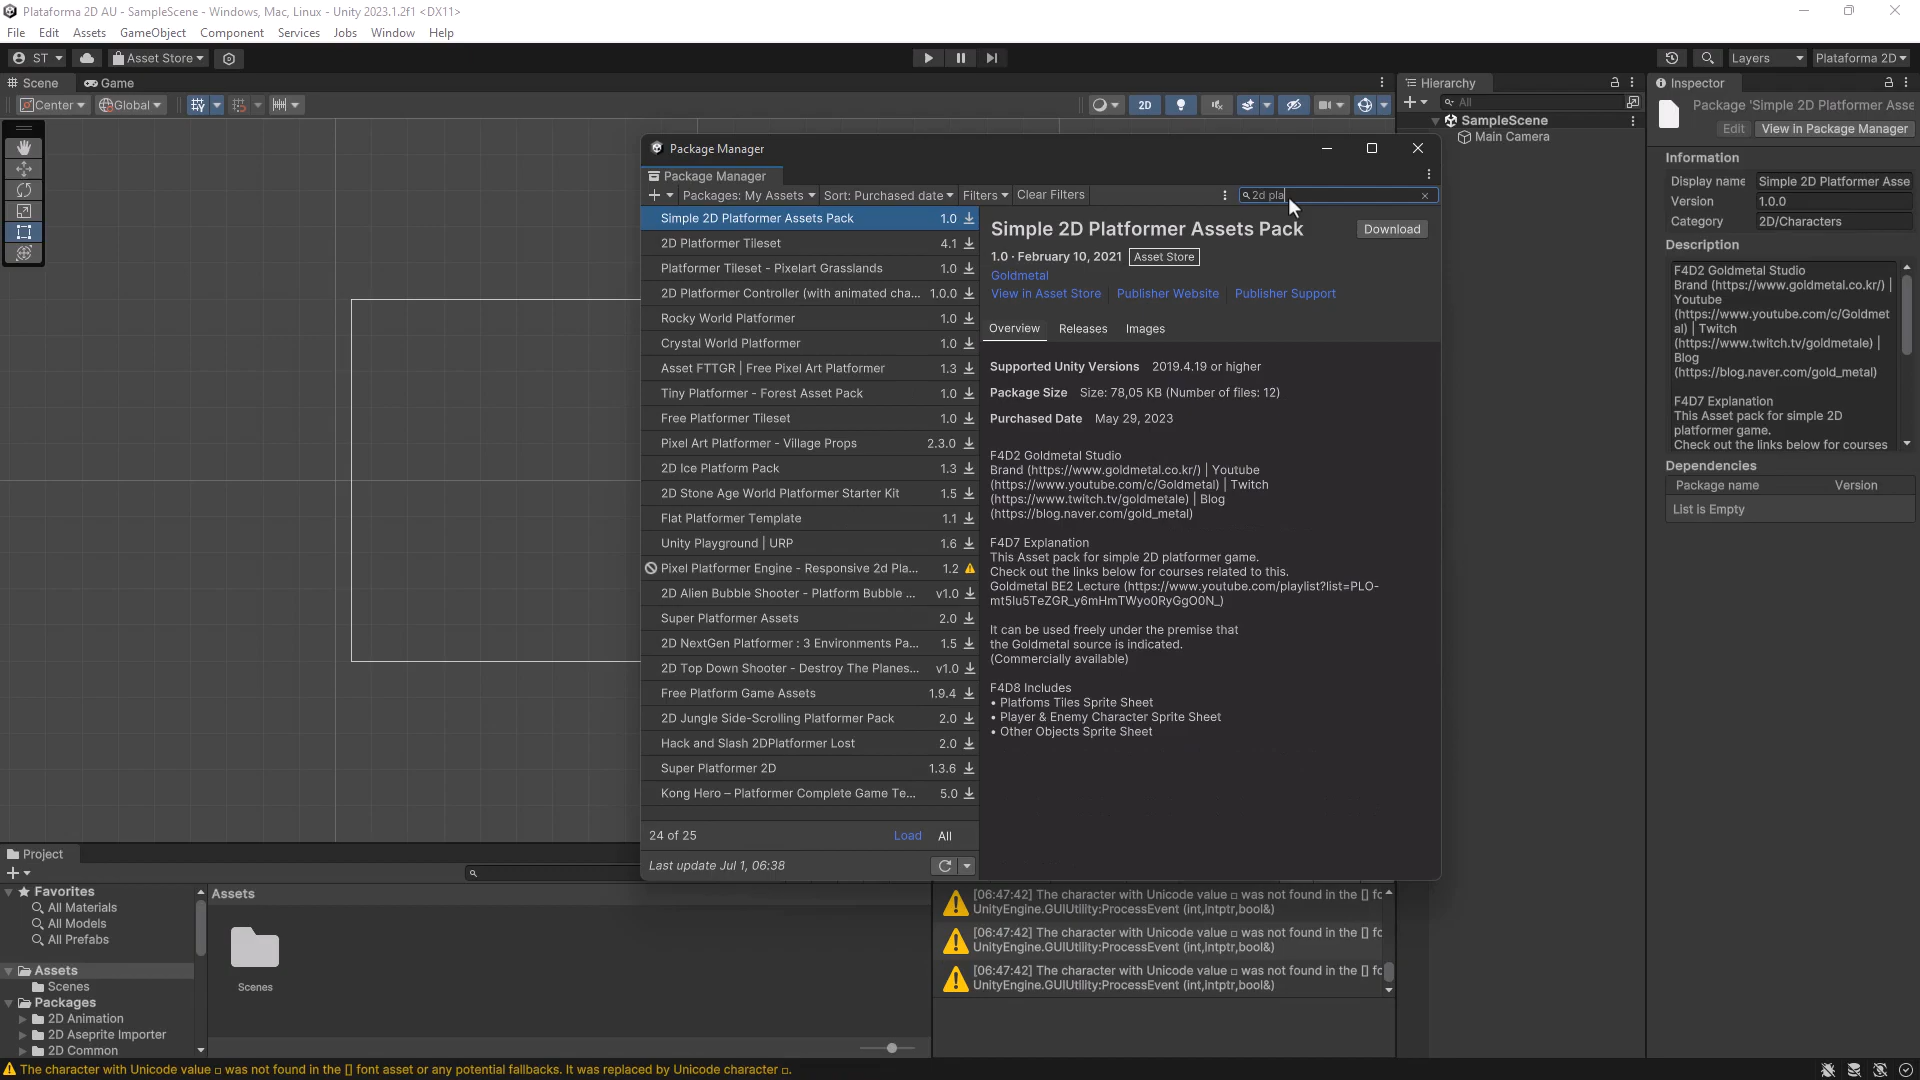 Plataforma 2D AU - SampleScene - Windows, Mac, Linux - Unity 2023.1.2f1 <DX11>
File Edit Assets GameObject Component Services Jobs Window Help
ST Asset Store Layers Plataforma 2D
Scene Game
Center Global 2D
Hierarchy
All
SampleScene
Main Camera
Package Manager
Package Manager
Packages: My Assets Sort: Purchased date Filters Clear Filters 2d pla
Simple 2D Platformer Assets Pack 1.0
2D Platformer Tileset 4.1
Platformer Tileset - Pixelart Grasslands 1.0
2D Platformer Controller (with animated cha... 1.0.0
Rocky World Platformer 1.0
Crystal World Platformer 1.0
Asset FTTGR | Free Pixel Art Platformer 1.3
Tiny Platformer - Forest Asset Pack 1.0
Free Platformer Tileset 1.0
Pixel Art Platformer - Village Props 2.3.0
2D Ice Platform Pack 1.3
2D Stone Age World Platformer Starter Kit 1.5
Flat Platformer Template 1.1
Unity Playground | URP 1.6
Pixel Platformer Engine - Responsive 2d Pla... 1.2
2D Alien Bubble Shooter - Platform Bubble ... v1.0
Super Platformer Assets 2.0
2D NextGen Platformer : 3 Environments Pa... 1.5
2D Top Down Shooter - Destroy The Planes... v1.0
Free Platform Game Assets 1.9.4
2D Jungle Side-Scrolling Platformer Pack 2.0
Hack and Slash 2DPlatformer Lost 2.0
Super Platformer 2D 1.3.6
Kong Hero – Platformer Complete Game Te... 5.0
24 of 25 Load All
Last update Jul 1, 06:38
Simple 2D Platformer Assets Pack Download
1.0 · February 10, 2021 Asset Store
Goldmetal
View in Asset Store Publisher Website Publisher Support
Overview Releases Images
Supported Unity Versions 2019.4.19 or higher
Package Size Size: 78,05 KB (Number of files: 12)
Purchased Date May 29, 2023
F4D2 Goldmetal Studio
Brand (https://www.goldmetal.co.kr/) | Youtube
(https://www.youtube.com/c/Goldmetal) | Twitch
(https://www.twitch.tv/goldmetale) | Blog
(https://blog.naver.com/gold_metal)
F4D7 Explanation
This Asset pack for simple 2D platformer game.
Check out the links below for courses related to this.
Goldmetal BE2 Lecture (https://www.youtube.com/playlist?list=PLO-
mt5Iu5TeZGR_y6mHmTWyo0RyGgO0N_)
It can be used freely under the premise that
the Goldmetal source is indicated.
(Commercially available)
F4D8 Includes
• Platfoms Tiles Sprite Sheet
• Player & Enemy Character Sprite Sheet
• Other Objects Sprite Sheet
Inspector
Package 'Simple 2D Platformer Asse
Edit View in Package Manager
Information
Display name Simple 2D Platformer Asse
Version 1.0.0
Category 2D/Characters
Description
F4D2 Goldmetal Studio
Brand (https://www.goldmetal.co.kr/) |
Youtube
(https://www.youtube.com/c/Goldmet
al) | Twitch
(https://www.twitch.tv/goldmetale) |
Blog
(https://blog.naver.com/gold_metal)
F4D7 Explanation
This Asset pack for simple 2D
platformer game.
Check out the links below for courses
Dependencies
Package name Version
List is Empty
Project
Favorites
All Materials
All Models
All Prefabs
Assets
Scenes
Packages
2D Animation
2D Aseprite Importer
2D Common
Assets
Scenes
[06:47:42] The character with Unicode value □ was not found in the [] fo
UnityEngine.GUIUtility:ProcessEvent (int,intptr,bool&)
[06:47:42] The character with Unicode value □ was not found in the [] fo
UnityEngine.GUIUtility:ProcessEvent (int,intptr,bool&)
[06:47:42] The character with Unicode value □ was not found in the [] fo
UnityEngine.GUIUtility:ProcessEvent (int,intptr,bool&)
The character with Unicode value □ was not found in the [] font asset or any potential fallbacks. It was replaced by Unicode character □.